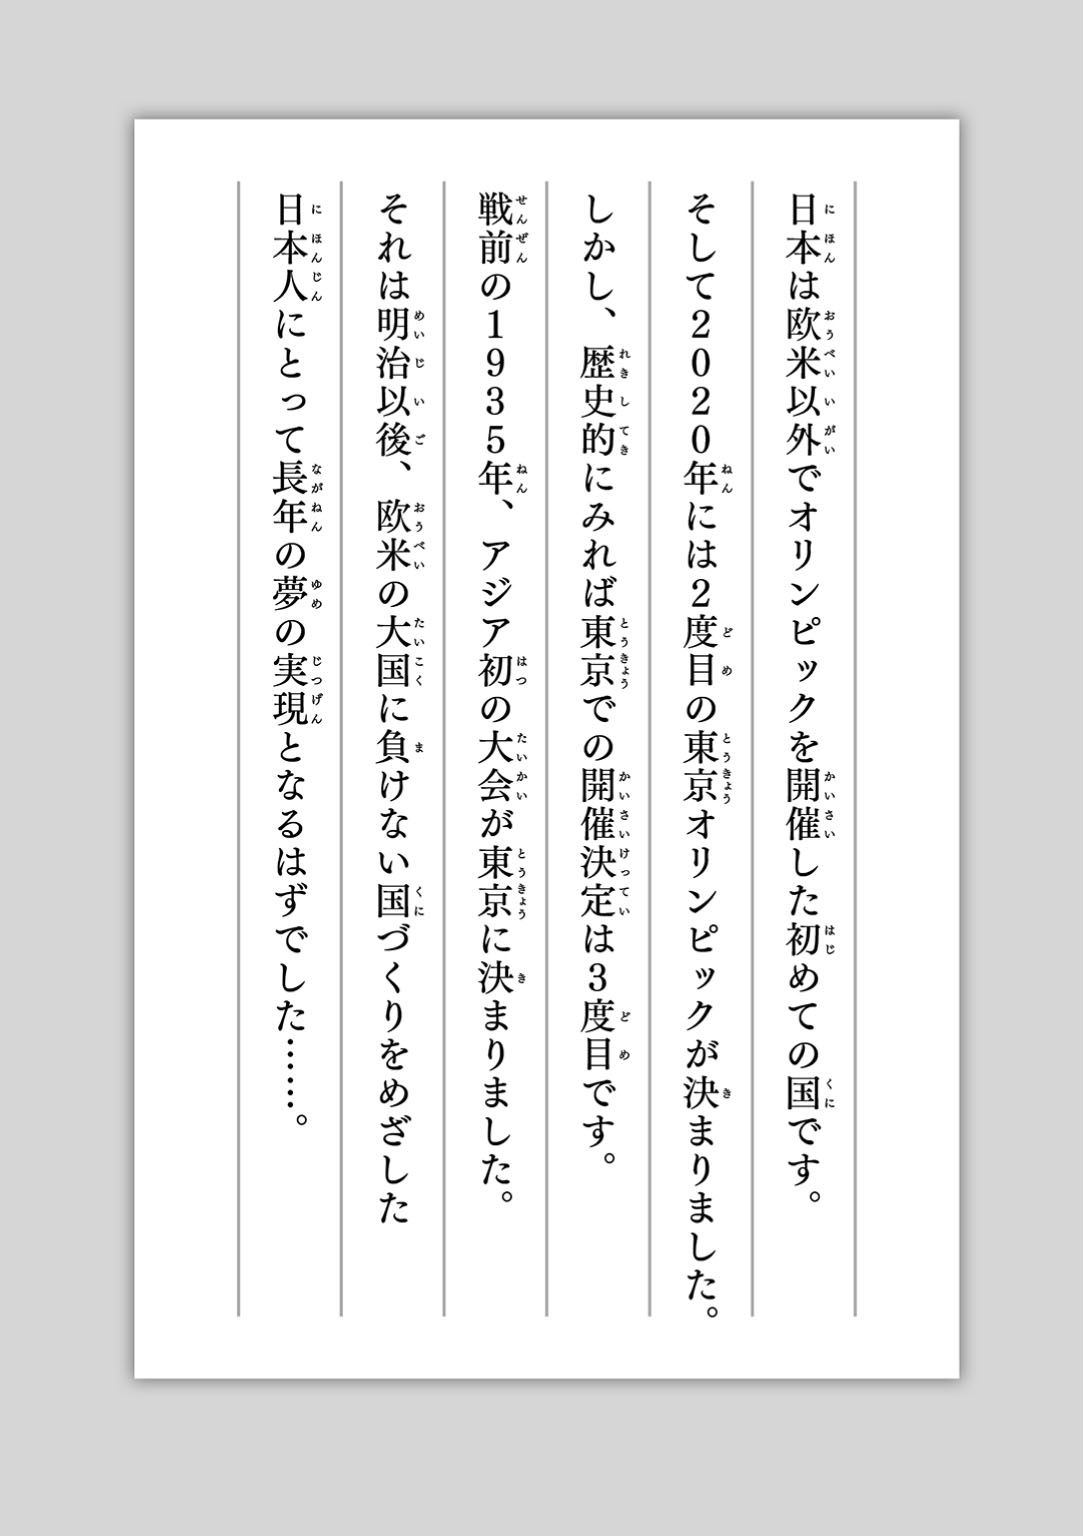 日本は欧米以外でオリンピックを開催した初めての国です。
そして2020年には2度目の東京オリンピックが決まりました。
しかし、歴史的にみれば東京での開催決定は3度目です。
戦前の1935年、アジア初の大会が東京に決まりました。
それは明治以後、欧米の大国に負けない国づくりをめざした
日本人にとって長年の夢の実現となるはずでした……。